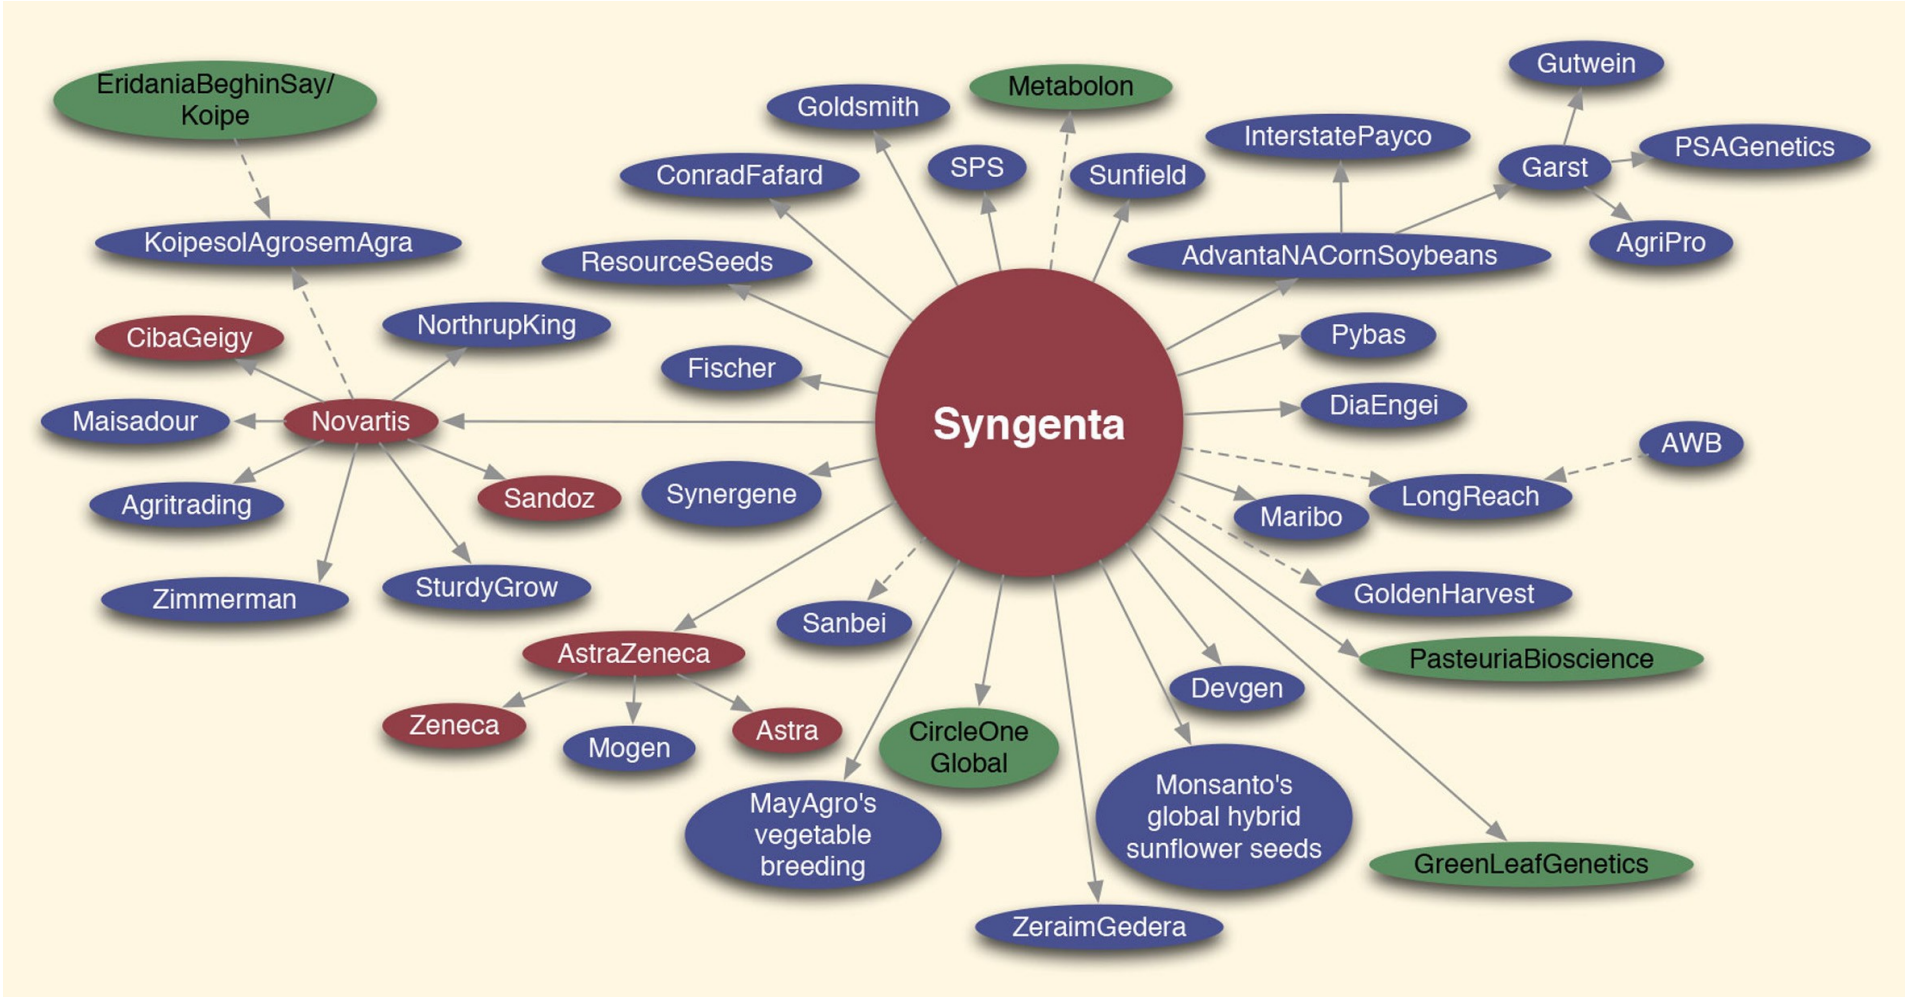 Gutwein
EridaniaBeghinSay/
Koipe
Metabolon
Goldsmith
InterstatePayco
PSAGenetics
ConradFafard
SPS
Sunfield
Garst
KoipesolAgrosemAgra
AgriPro
ResourceSeeds
AdvantaNACornSoybeans
NorthrupKing
CibaGeigy
Pybas
Fischer
DiaEngei
Maisadour
Novartis
Syngenta
AWB
Agritrading
Sandoz
Synergene
LongReach
Maribo
Zimmerman
SturdyGrow
GoldenHarvest
Sanbei
AstraZeneca
PasteuriaBioscience
Devgen
Zeneca
Mogen
Astra
CircleOne
Global
MayAgro's
vegetable
breeding
Monsanto's
global hybrid
sunflower seeds
GreenLeafGenetics
ZeraimGedera